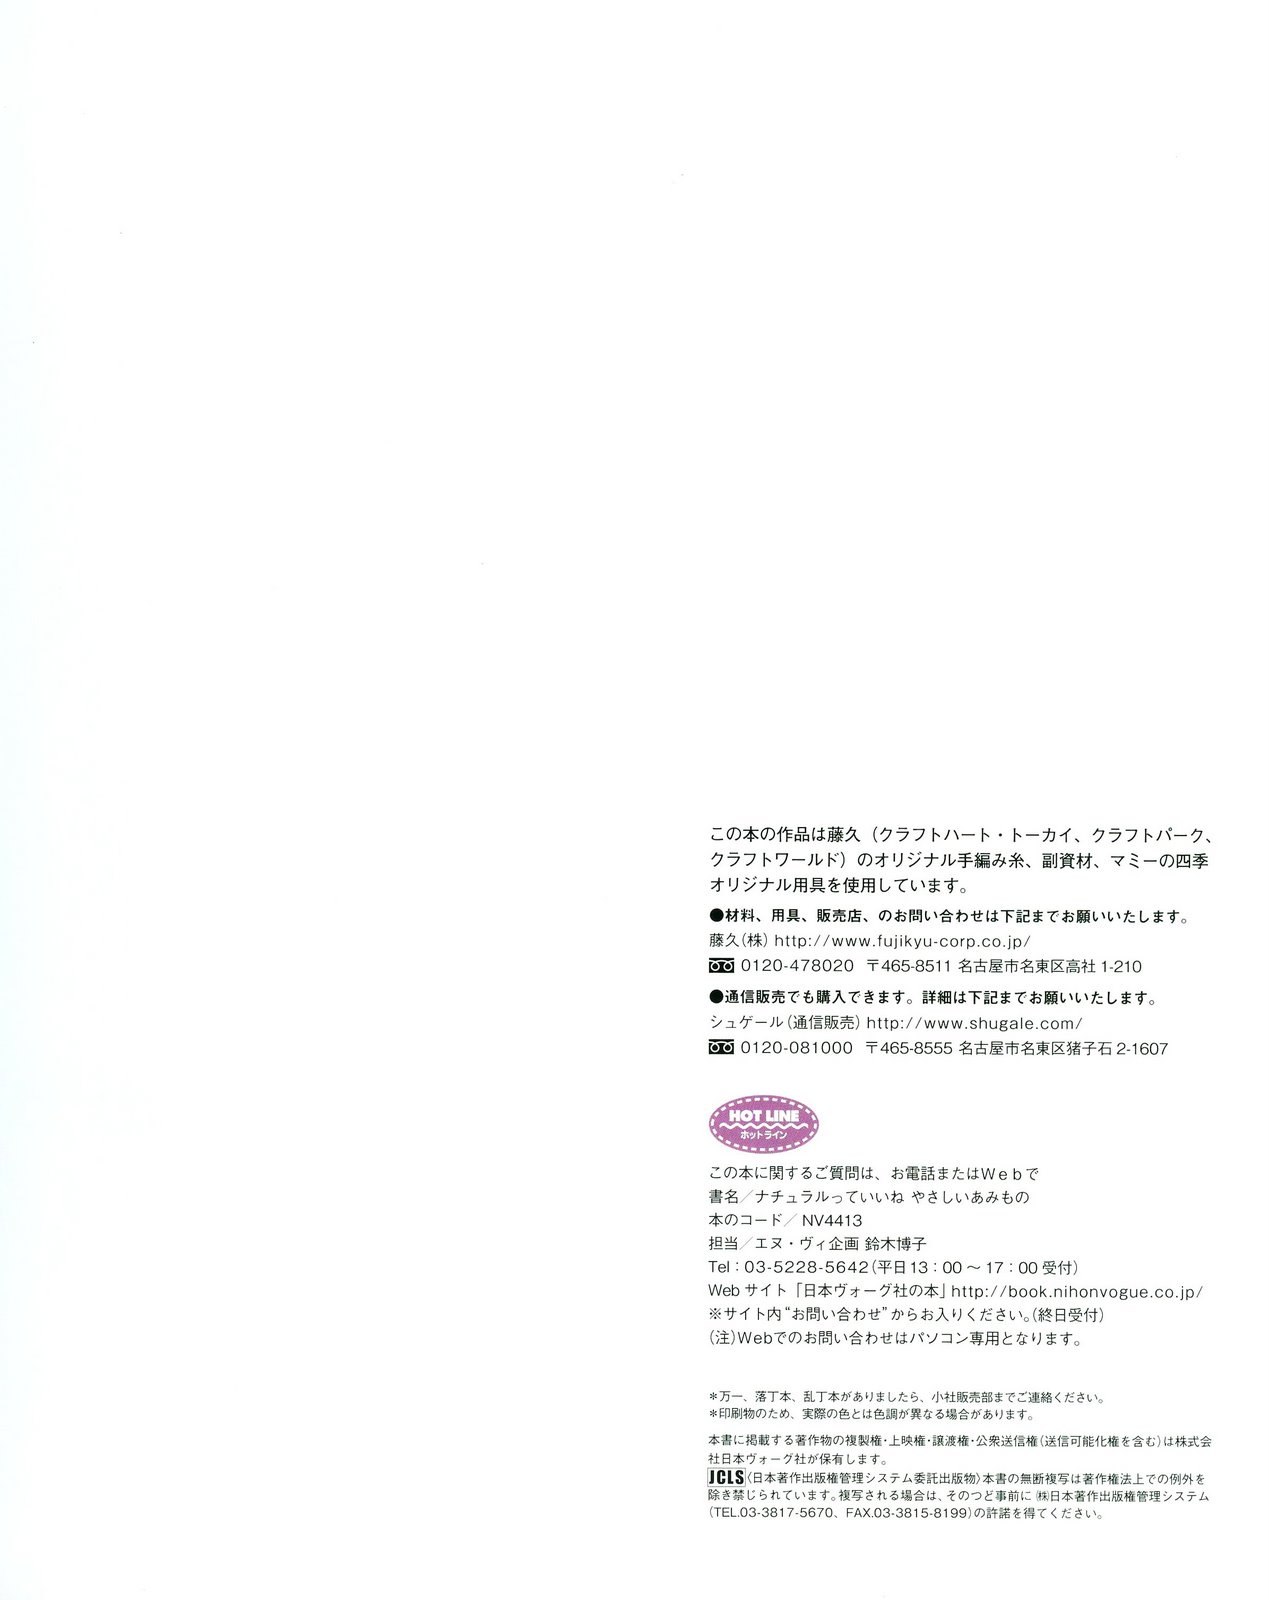 この本の作品は藤久（クラフトハート・トーカイ、クラフトパーク、
クラフトワールド）のオリジナル手編み糸、副資材、マミーの四季
オリジナル用具を使用しています。
●材料、用具、販売店、のお問い合わせは下記までお願いいたします。
藤久（株）http://www.fujikyu-corp.co.jp/
0120-478020 〒465-8511 名古屋市名東区高社 1-210
●通信販売でも購入できます。詳細は下記までお願いいたします。
シュゲール（通信販売）http://www.shugale.com/
0120-081000 〒465-8555 名古屋市名東区猪子石 2-1607
HOT LINE
ホットライン
この本に関するご質問は、お電話またはWebで
書名／ナチュラルっていいね やさしいあみもの
本のコード／ NV4413
担当／エヌ・ヴィ企画 鈴木博子
Tel：03-5228-5642（平日13：00 ～ 17：00 受付）
Web サイト「日本ヴォーグ社の本」http://book.nihonvogue.co.jp/
※サイト内“お問い合わせ”からお入りください。（終日受付）
（注）Webでのお問い合わせはパソコン専用となります。
＊万一、落丁本、乱丁本がありましたら、小社販売部までご連絡ください。
＊印刷物のため、実際の色とは色調が異なる場合があります。
本書に掲載する著作物の複製権・上映権・譲渡権・公衆送信権（送信可能化権を含む）は株式会
社日本ヴォーグ社が保有します。
JCLS〈日本著作出版権管理システム委託出版物〉本書の無断複写は著作権法上での例外を
除き禁じられています。複写される場合は、そのつど事前に ㈱日本著作出版権管理システム
（TEL.03-3817-5670、FAX.03-3815-8199）の許諾を得てください。